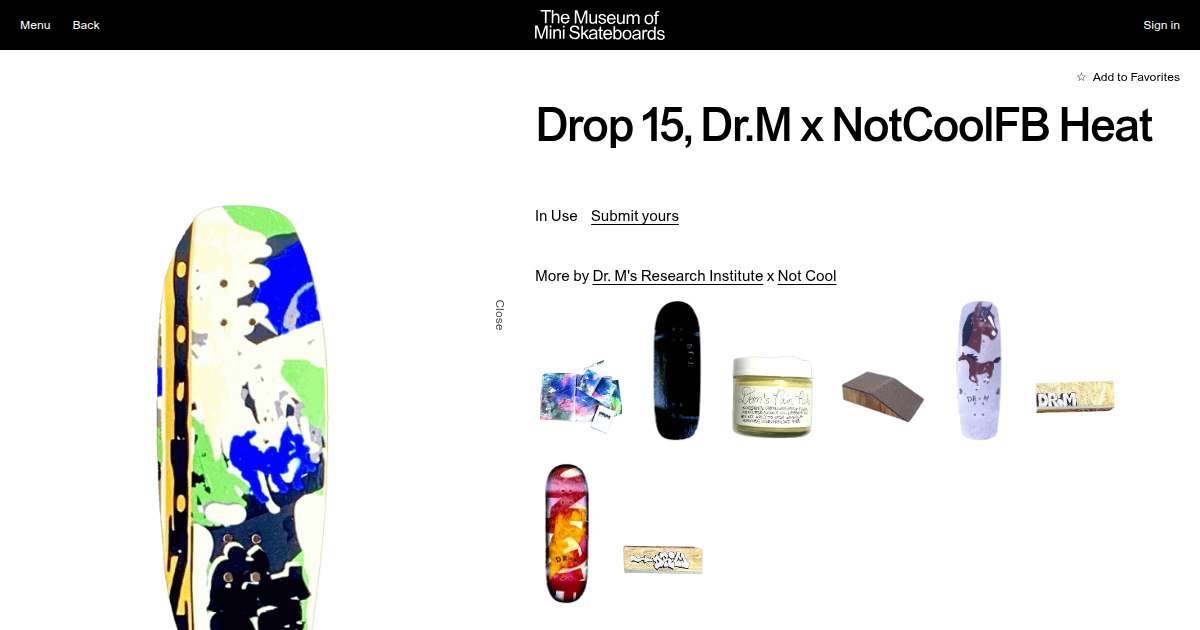 Menu
Back
The Museum of
Mini Skateboards
Sign in
☆ Add to Favorites
Drop 15, Dr.M x NotCoolFB Heat
In Use Submit yours
More by Dr. M's Research Institute x Not Cool
Close
DR M
DR.M